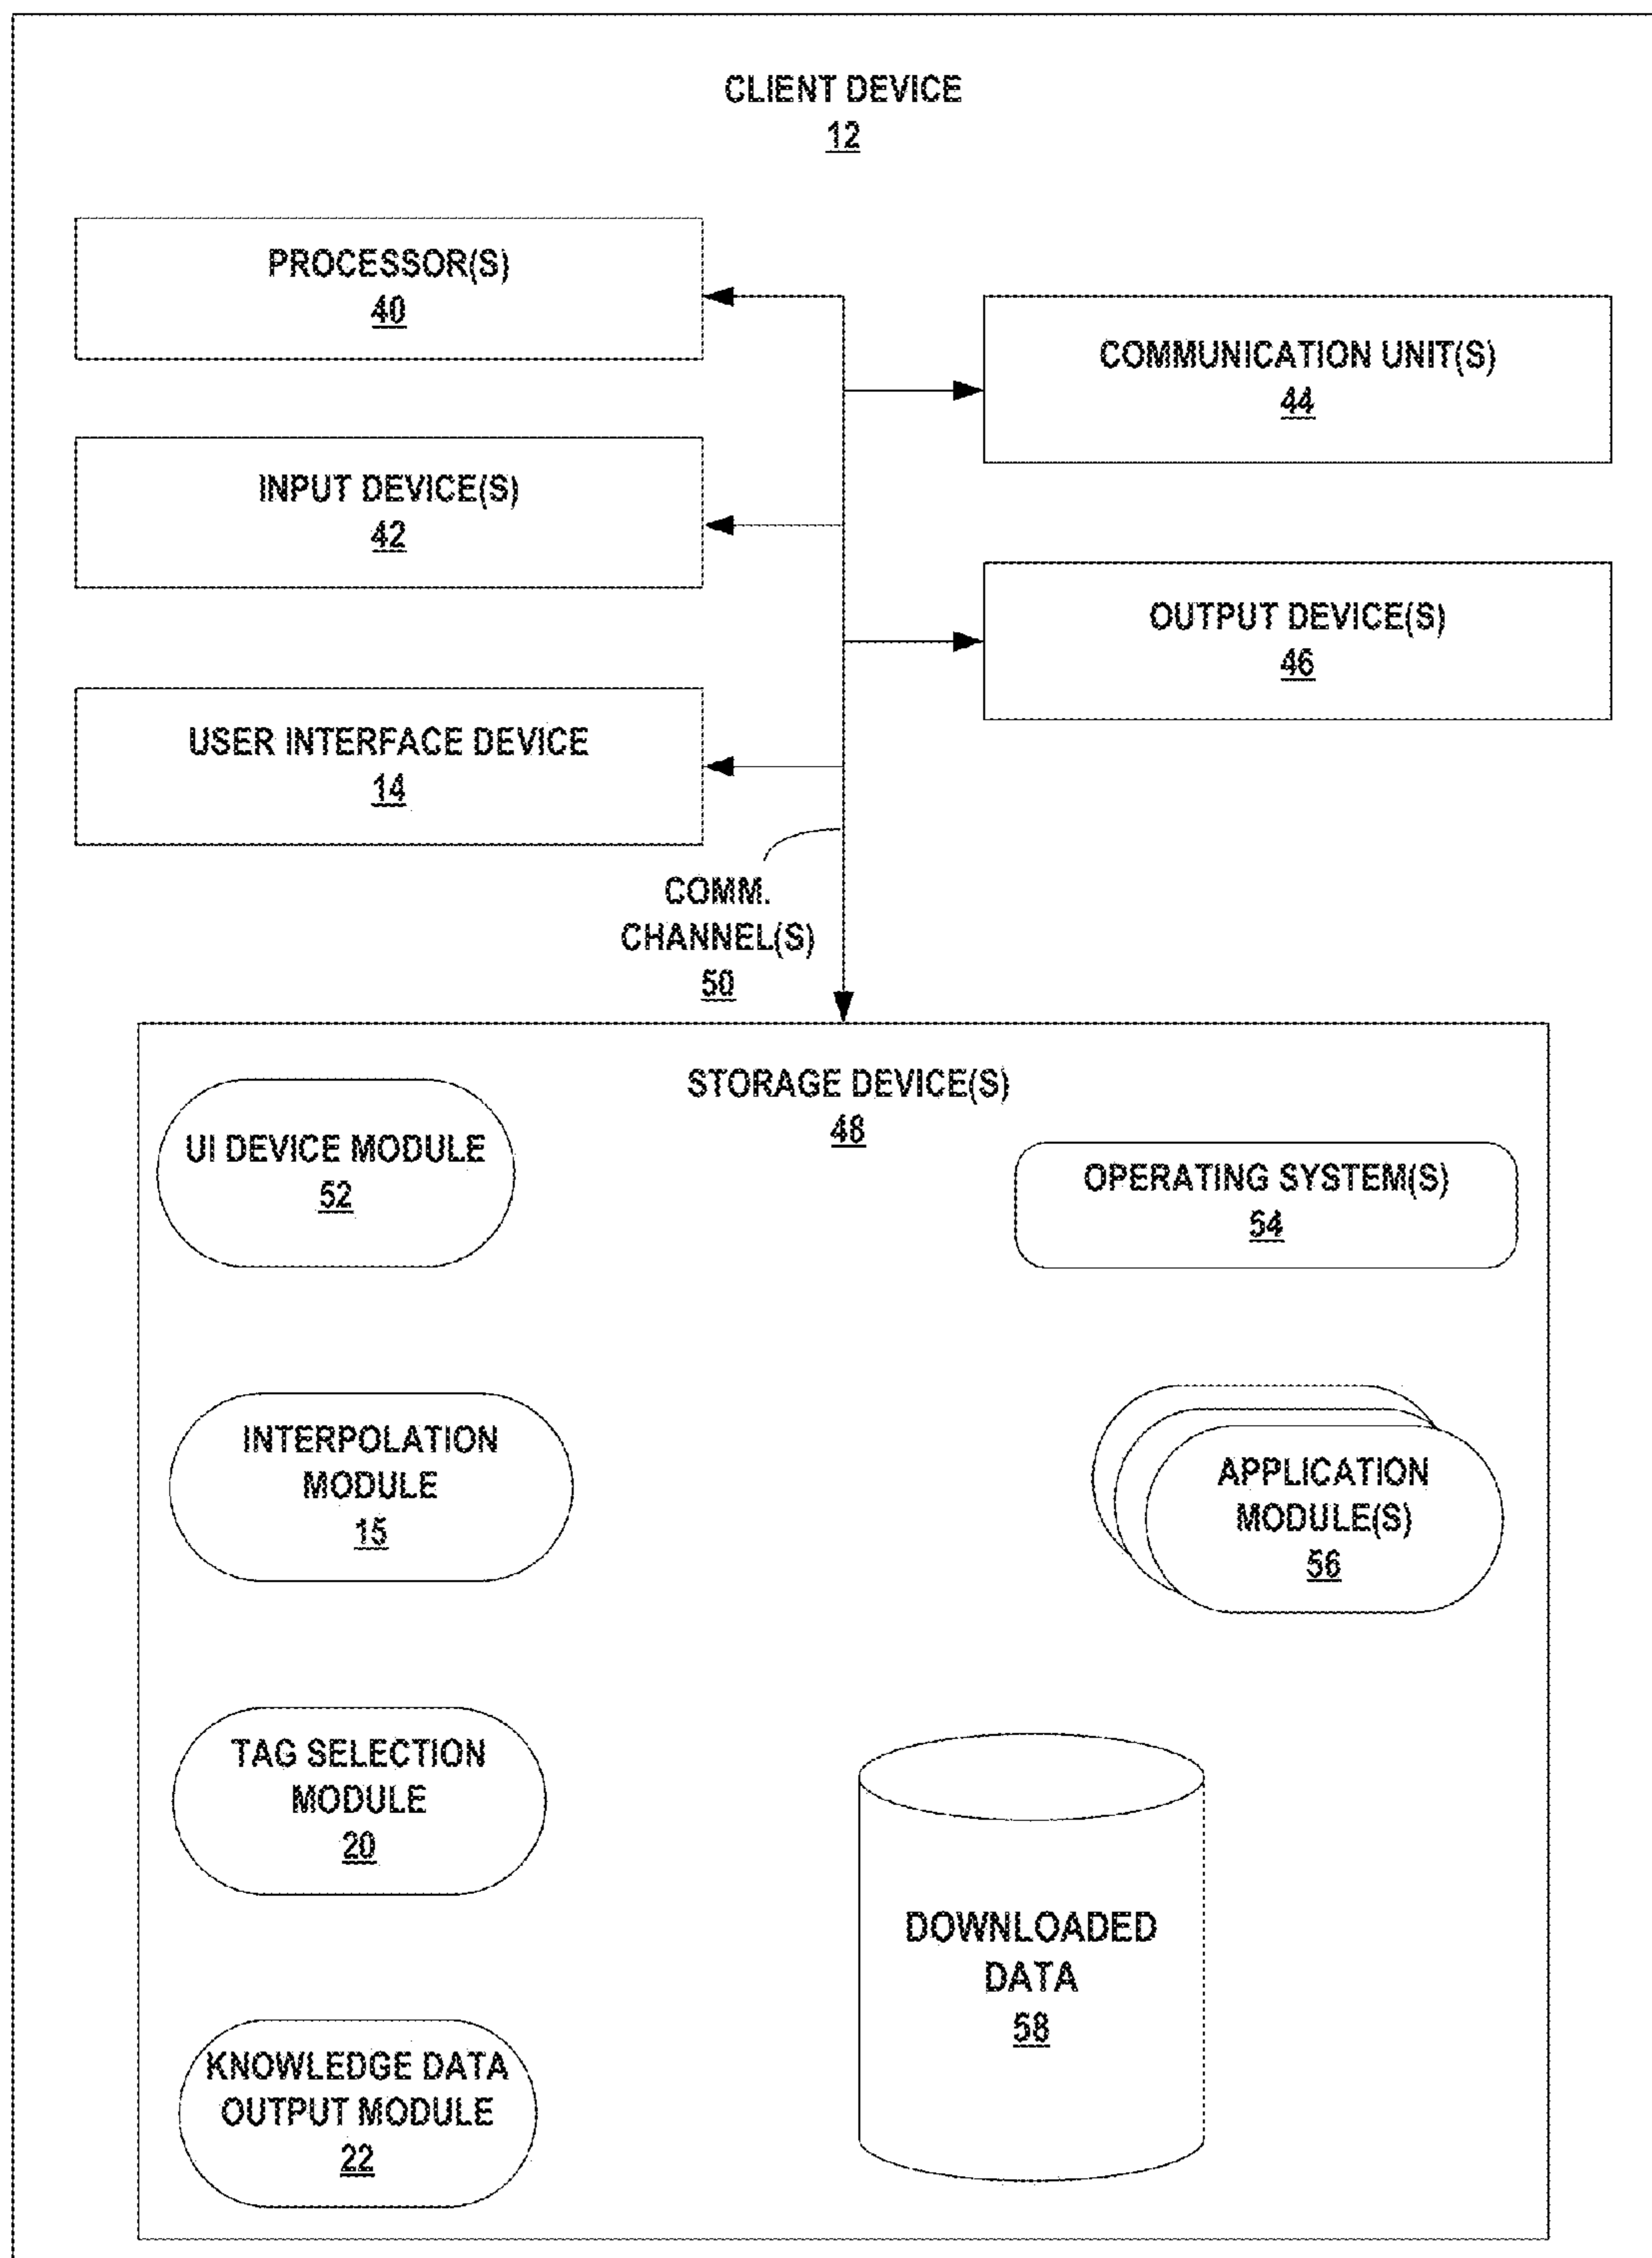 CLIENT DEVICE
12
PROCESSOR(S)
40
COMMUNICATION UNIT(S)
44
INPUT DEVICE(S)
42
OUTPUT DEVICE(S)
46
USER INTERFACE DEVICE
14
COMM.
CHANNEL(S)
50
STORAGE DEVICE(S)
48
UI DEVICE MODULE
52
OPERATING SYSTEM(S)
54
INTERPOLATION
MODULE
15
APPLICATION
MODULE(S)
56
TAG SELECTION
MODULE
20
DOWNLOADED
DATA
58
KNOWLEDGE DATA
OUTPUT MODULE
22